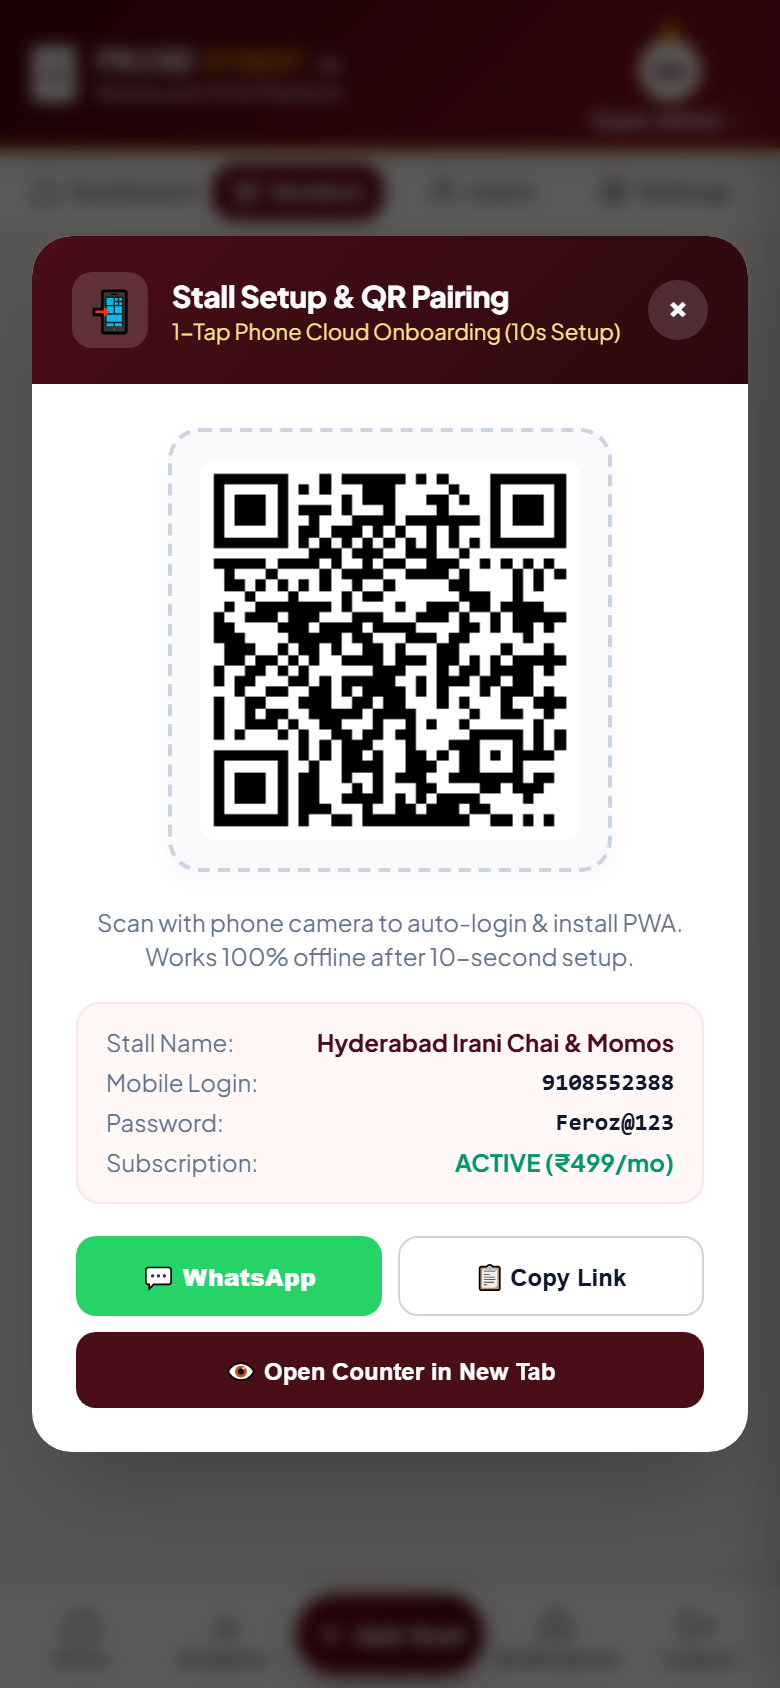 Stall Setup & QR Pairing
1–Tap Phone Cloud Onboarding (10s Setup)
Scan with phone camera to auto-login & install PWA.
Works 100% offline after 10–second setup.
Stall Name: Hyderabad Irani Chai & Momos
Mobile Login: 9108552388
Password: Feroz@123
Subscription: ACTIVE (₹499/mo)
WhatsApp
Copy Link
Open Counter in New Tab